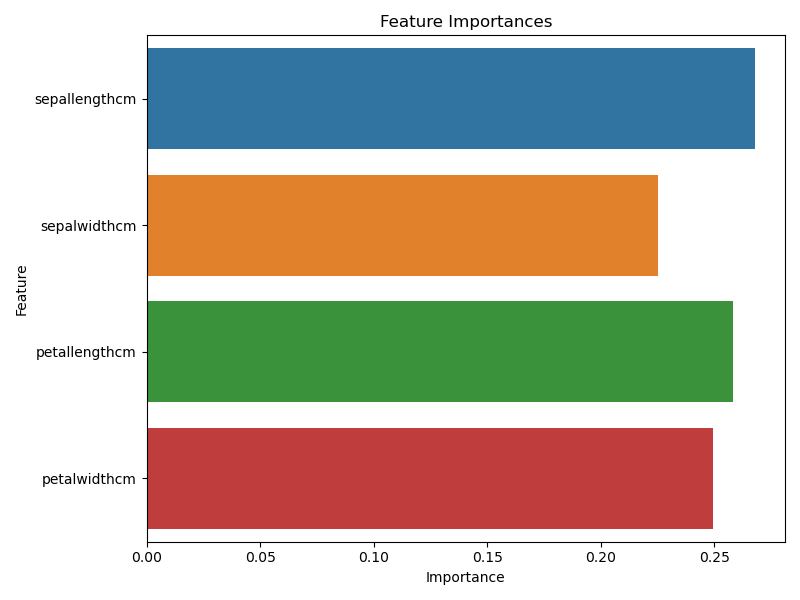 Feature Importances
sepallengthcm
sepalwidthcm
petallengthcm
petalwidthcm
Feature
0.00 0.05 0.10 0.15 0.20 0.25
Importance